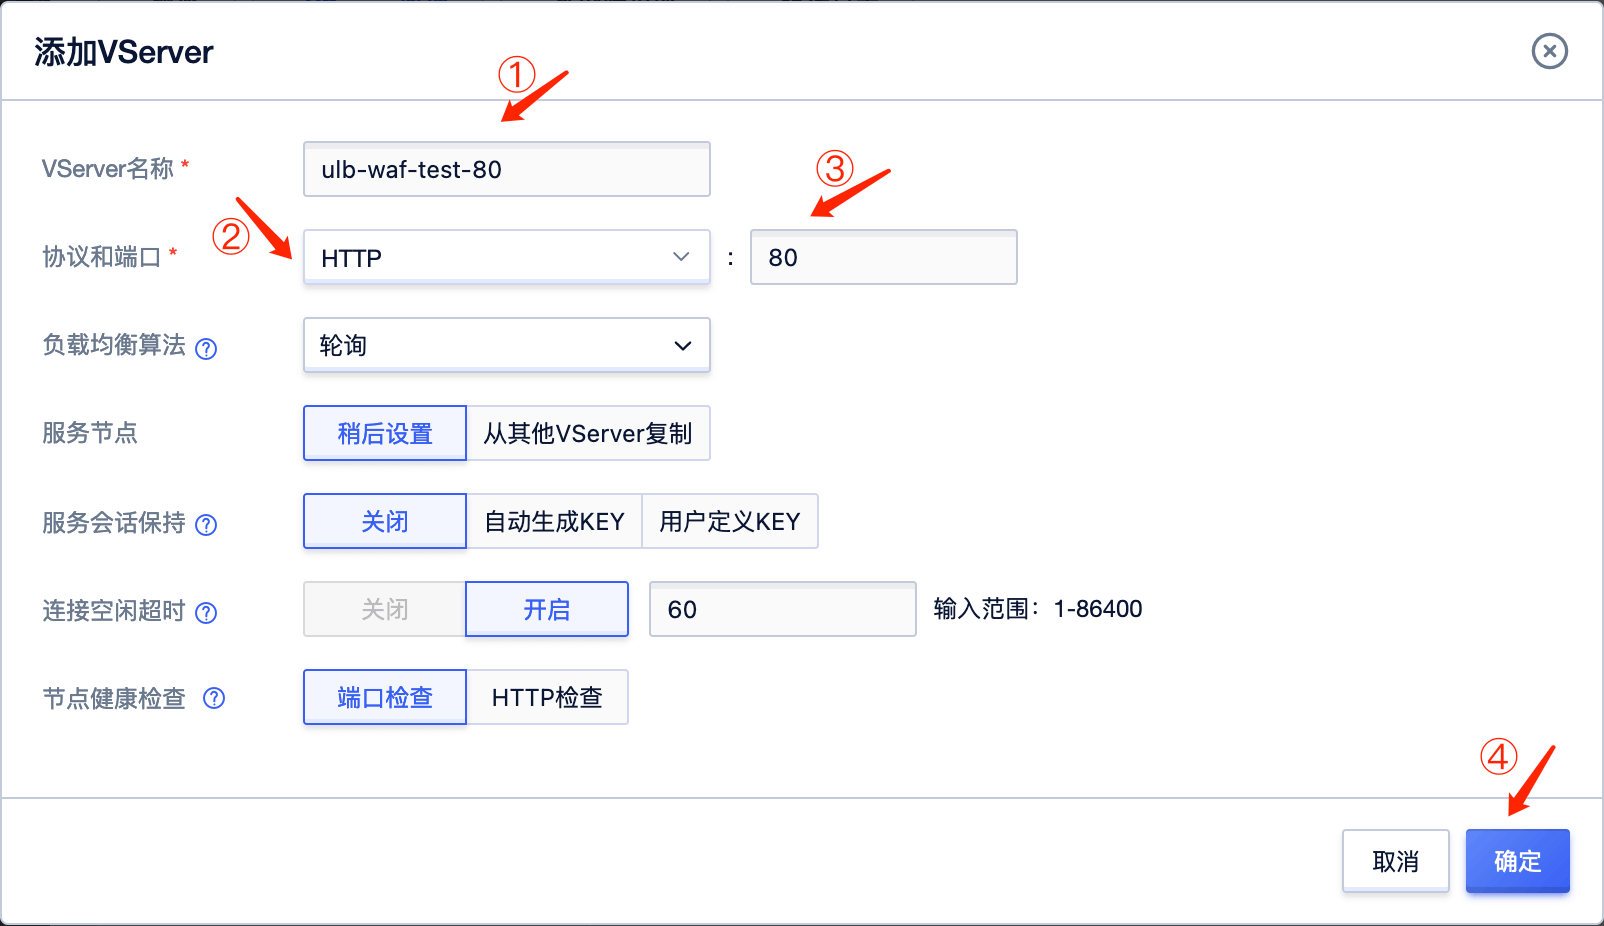 添加VServer
①
VServer名称 *
ulb-waf-test-80
③
②
协议和端口 *
HTTP
:
80
负载均衡算法 ?
轮询
服务节点
稍后设置
从其他VServer复制
服务会话保持 ?
关闭
自动生成KEY
用户定义KEY
连接空闲超时 ?
关闭
开启
60
输入范围：1-86400
节点健康检查 ?
端口检查
HTTP检查
④
取消
确定